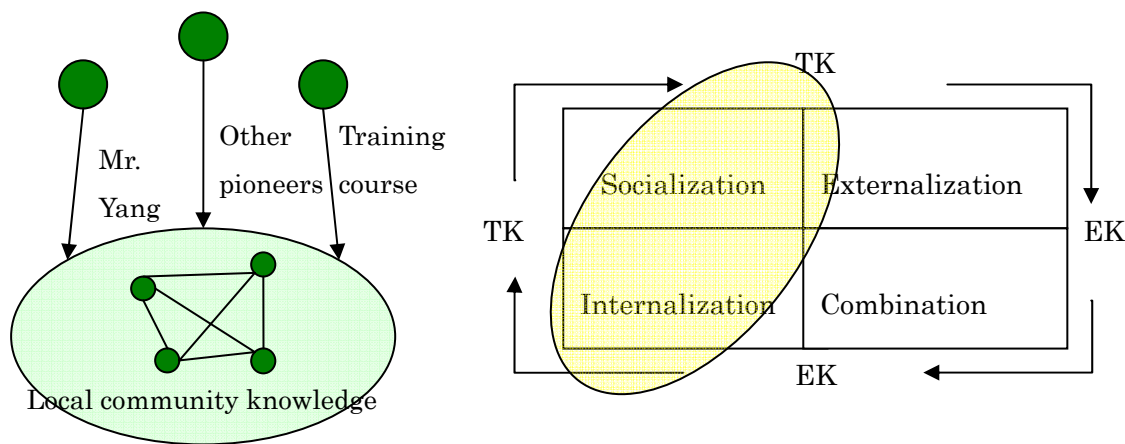 Mr.
Yang
Other
pioneers
Training
course
Local community knowledge
TK
Socialization
Externalization
TK
EK
Internalization
Combination
EK